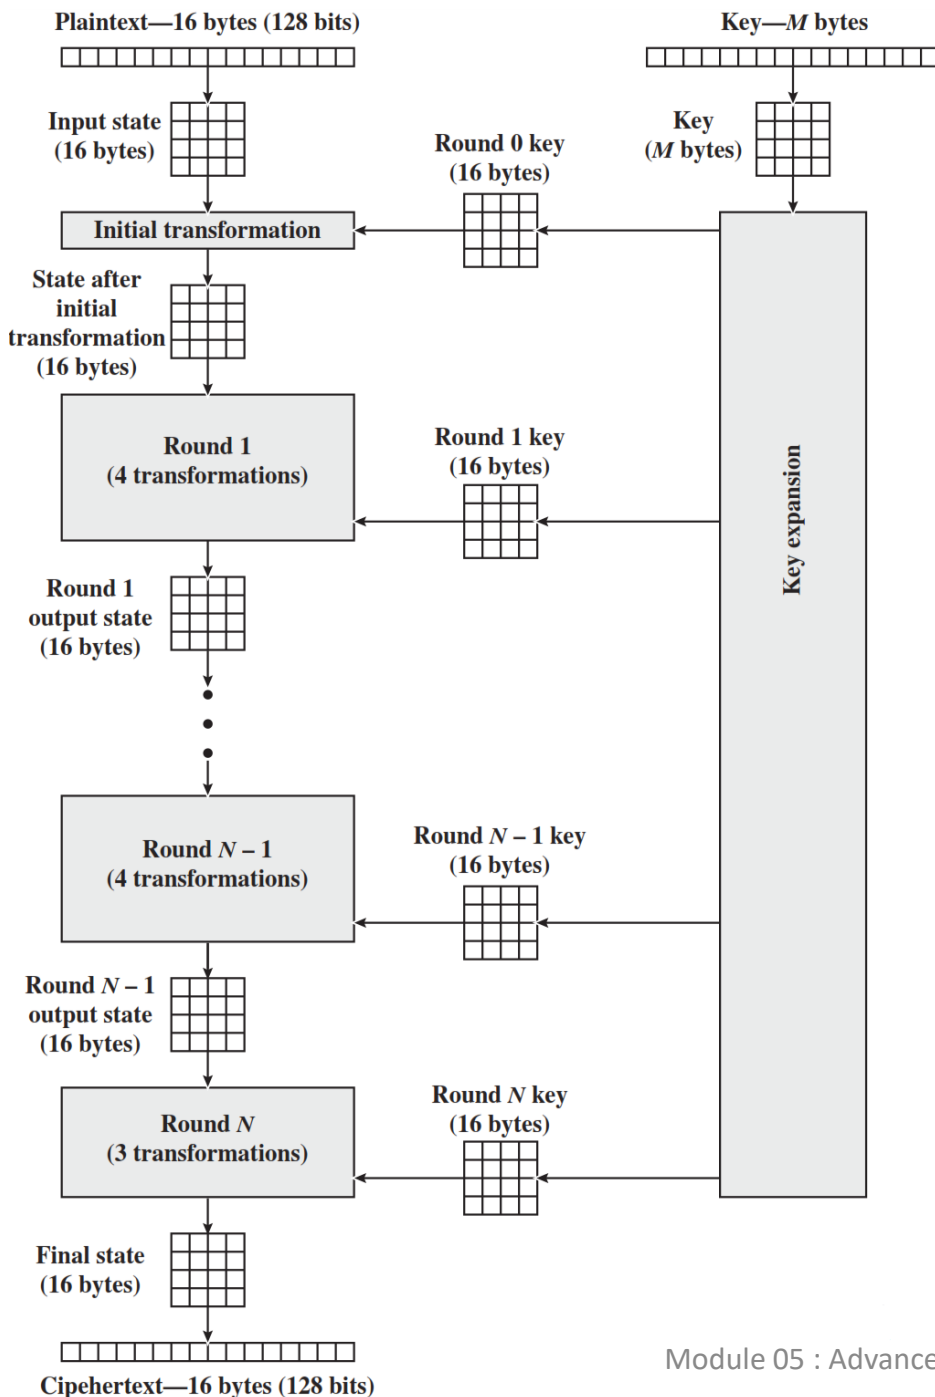 Plaintext—16 bytes (128 bits)
Key—M bytes
Input state
(16 bytes)
Key
(M bytes)
Round 0 key
(16 bytes)
Initial transformation
State after
initial
transformation
(16 bytes)
Round 1
(4 transformations)
Round 1 key
(16 bytes)
Key expansion
Round 1
output state
(16 bytes)
Round N – 1
(4 transformations)
Round N – 1 key
(16 bytes)
Round N – 1
output state
(16 bytes)
Round N
(3 transformations)
Round N key
(16 bytes)
Final state
(16 bytes)
Cipehertext—16 bytes (128 bits)
Module 05 : Advance